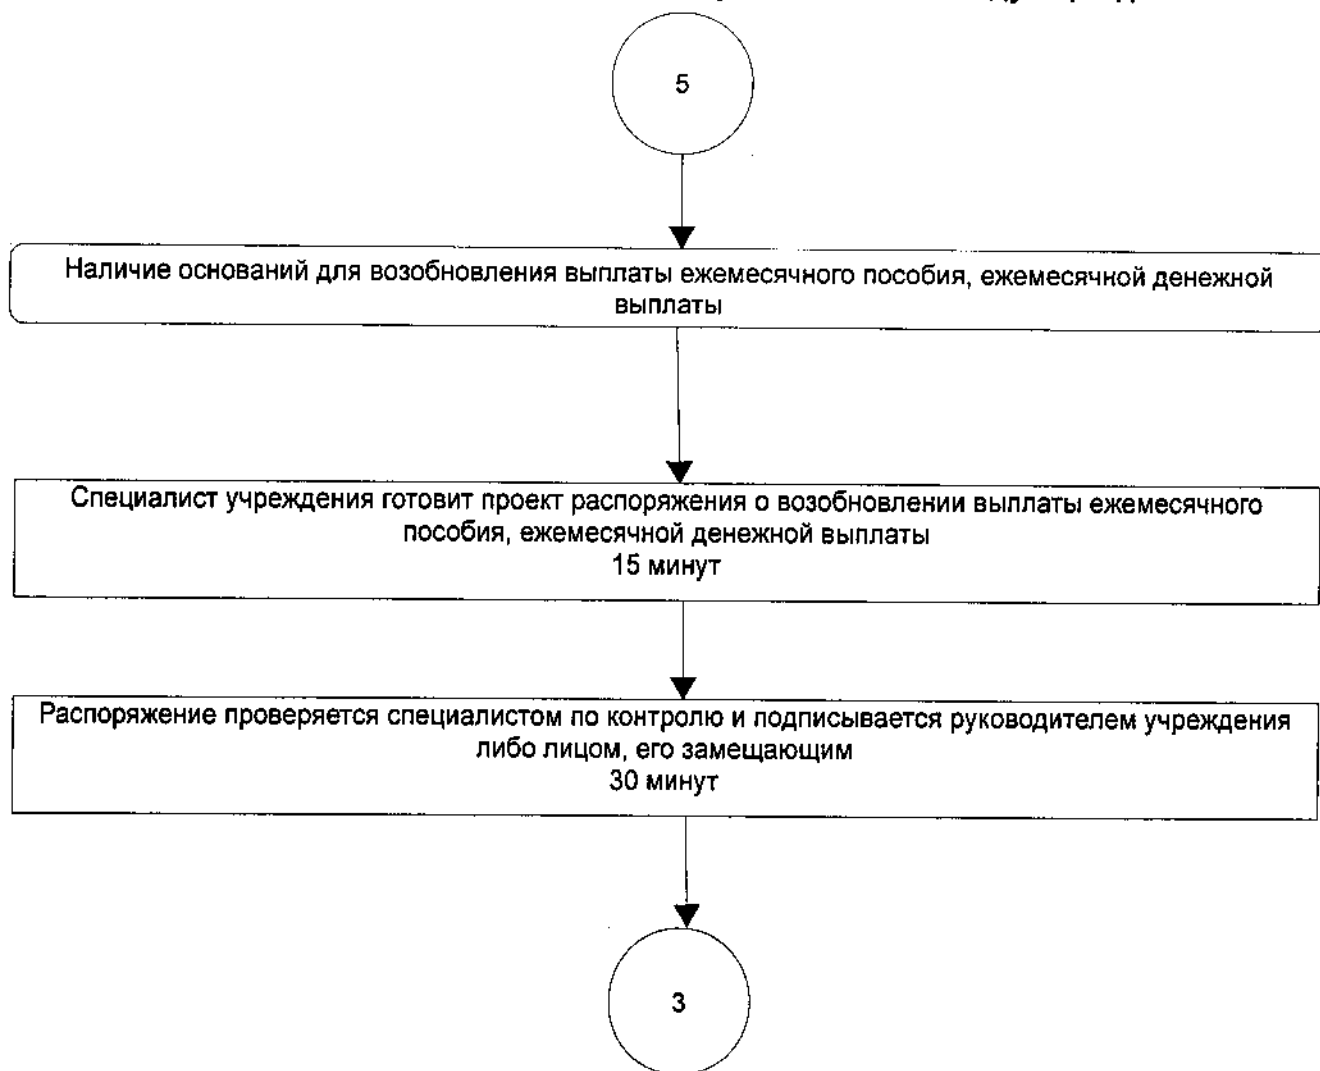 5
Наличие оснований для возобновления выплаты ежемесячного пособия, ежемесячной денежной
выплаты
Специалист учреждения готовит проект распоряжения о возобновлении выплаты ежемесячного
пособия, ежемесячной денежной выплаты
15 минут
Распоряжение проверяется специалистом по контролю и подписывается руководителем учреждения
либо лицом, его замещающим
30 минут
3